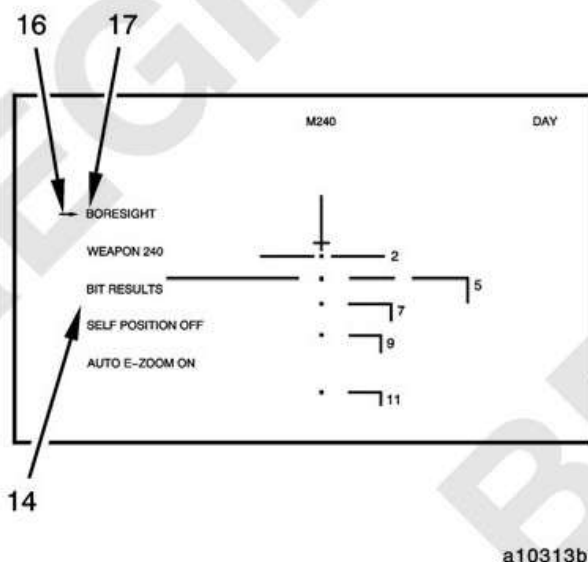 16 17
M240 DAY
BORESIGHT
WEAPON 240
2
BIT RESULTS
5
7
SELF POSITION OFF
9
AUTO E-ZOOM ON
11
14
a10313b